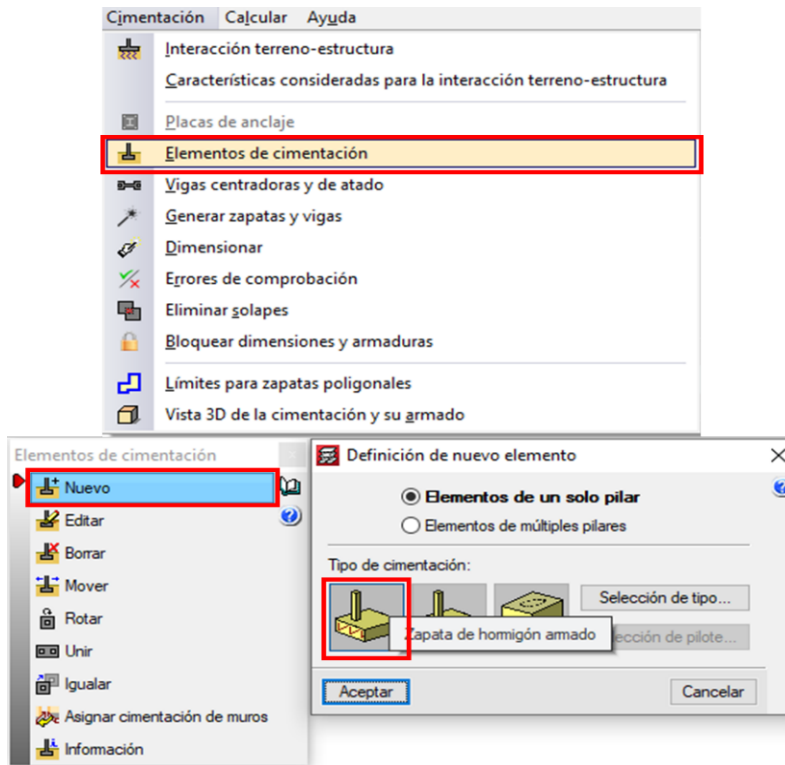 Cimentación Calcular Ayuda
Interacción terreno-estructura
Características consideradas para la interacción terreno-estructura
Placas de anclaje
Elementos de cimentación
Vigas centradoras y de atado
Generar zapatas y vigas
Dimensionar
Errores de comprobación
Eliminar solapes
Bloquear dimensiones y armaduras
Límites para zapatas poligonales
Vista 3D de la cimentación y su armado
Elementos de cimentación
Nuevo
Editar
Borrar
Mover
Rotar
Unir
Igualar
Asignar cimentación de muros
Información
Definición de nuevo elemento
Elementos de un solo pilar
Elementos de múltiples pilares
Tipo de cimentación:
Selección de tipo...
Zapata de hormigón armado
ección de pilote...
Aceptar Cancelar